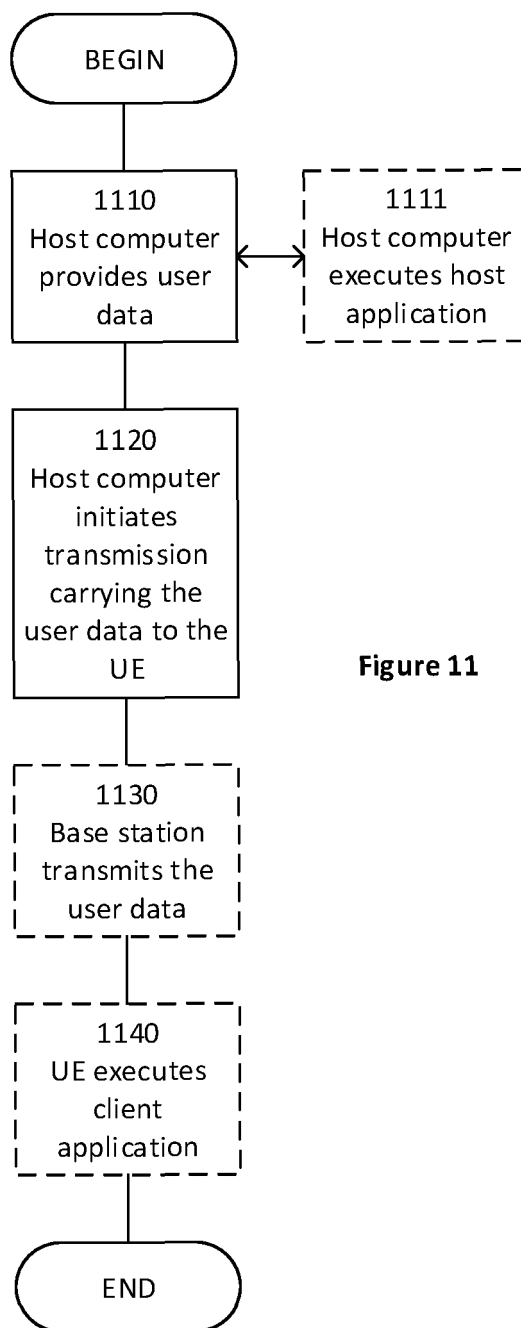 BEGIN
1110
Host computer
provides user
data
1111
Host computer
executes host
application
1120
Host computer
initiates
transmission
carrying the
user data to the
UE
Figure 11
1130
Base station
transmits the
user data
1140
UE executes
client
application
END